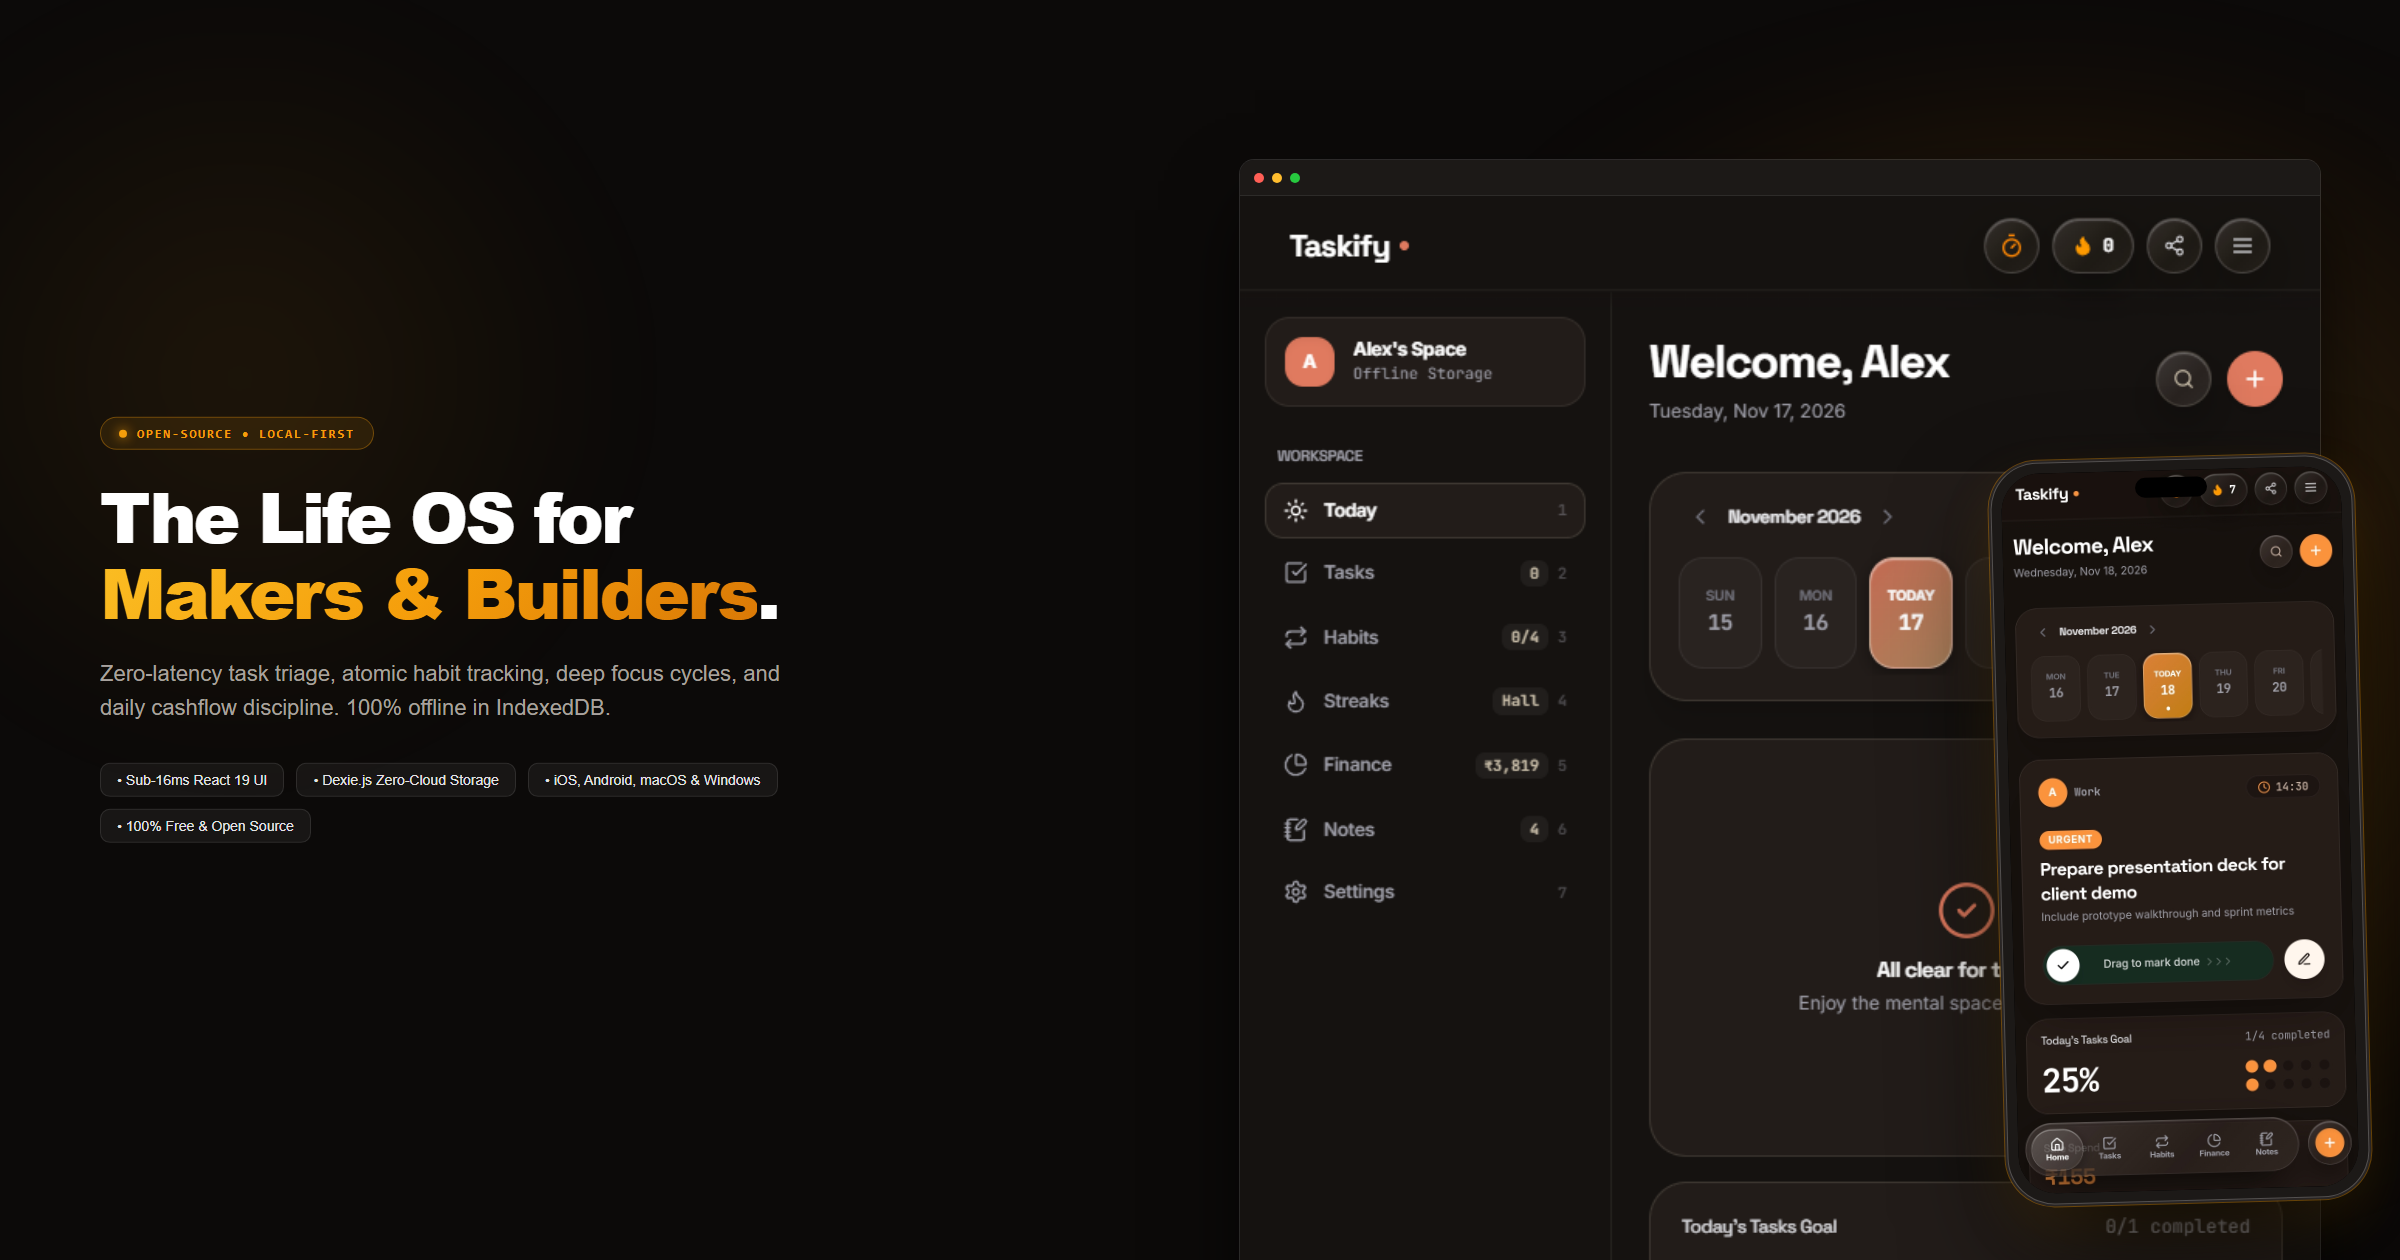 OPEN-SOURCE • LOCAL-FIRST
The Life OS for
Makers & Builders.
Zero-latency task triage, atomic habit tracking, deep focus cycles, and
daily cashflow discipline. 100% offline in IndexedDB.
• Sub-16ms React 19 UI
• Dexie.js Zero-Cloud Storage
• iOS, Android, macOS & Windows
• 100% Free & Open Source
Taskify
0
A
Alex's Space
Offline Storage
WORKSPACE
Today 1
Tasks 0 2
Habits 0/4 3
Streaks Hall 4
Finance ₹3,819 5
Notes 4 6
Settings 7
Welcome, Alex
Tuesday, Nov 17, 2026
November 2026
SUN 15
MON 16
TODAY 17
All clear for t
Enjoy the mental space
Today's Tasks Goal
0/1 completed
Taskify
7
Welcome, Alex
Wednesday, Nov 18, 2026
November 2026
MON 16
TUE 17
TODAY 18
THU 19
FRI 20
A Work
14:30
URGENT
Prepare presentation deck for
client demo
Include prototype walkthrough and sprint metrics
Drag to mark done
Today's Tasks Goal
1/4 completed
25%
Spend
₹155
Home
Tasks
Habits
Finance
Notes